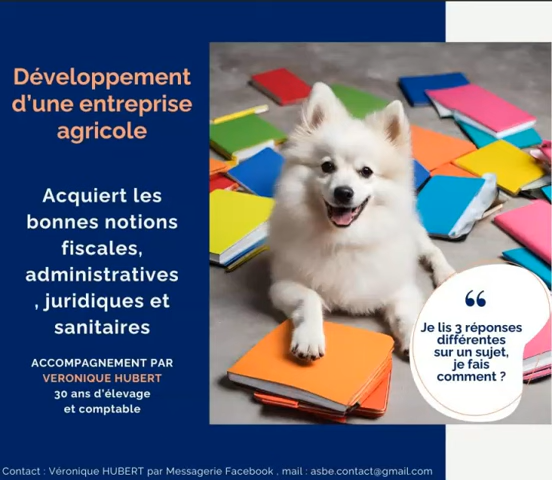 Développement
d'une entreprise
agricole
Acquiert les
bonnes notions
fiscales,
administratives
, juridiques et
sanitaires
ACCOMPAGNEMENT PAR
VERONIQUE HUBERT
30 ans d'élevage
et comptable
“
Je lis 3 réponses
différentes
sur un sujet,
je fais
comment ?
Contact : Véronique HUBERT par Messagerie Facebook , mail : asbe.contact@gmail.com